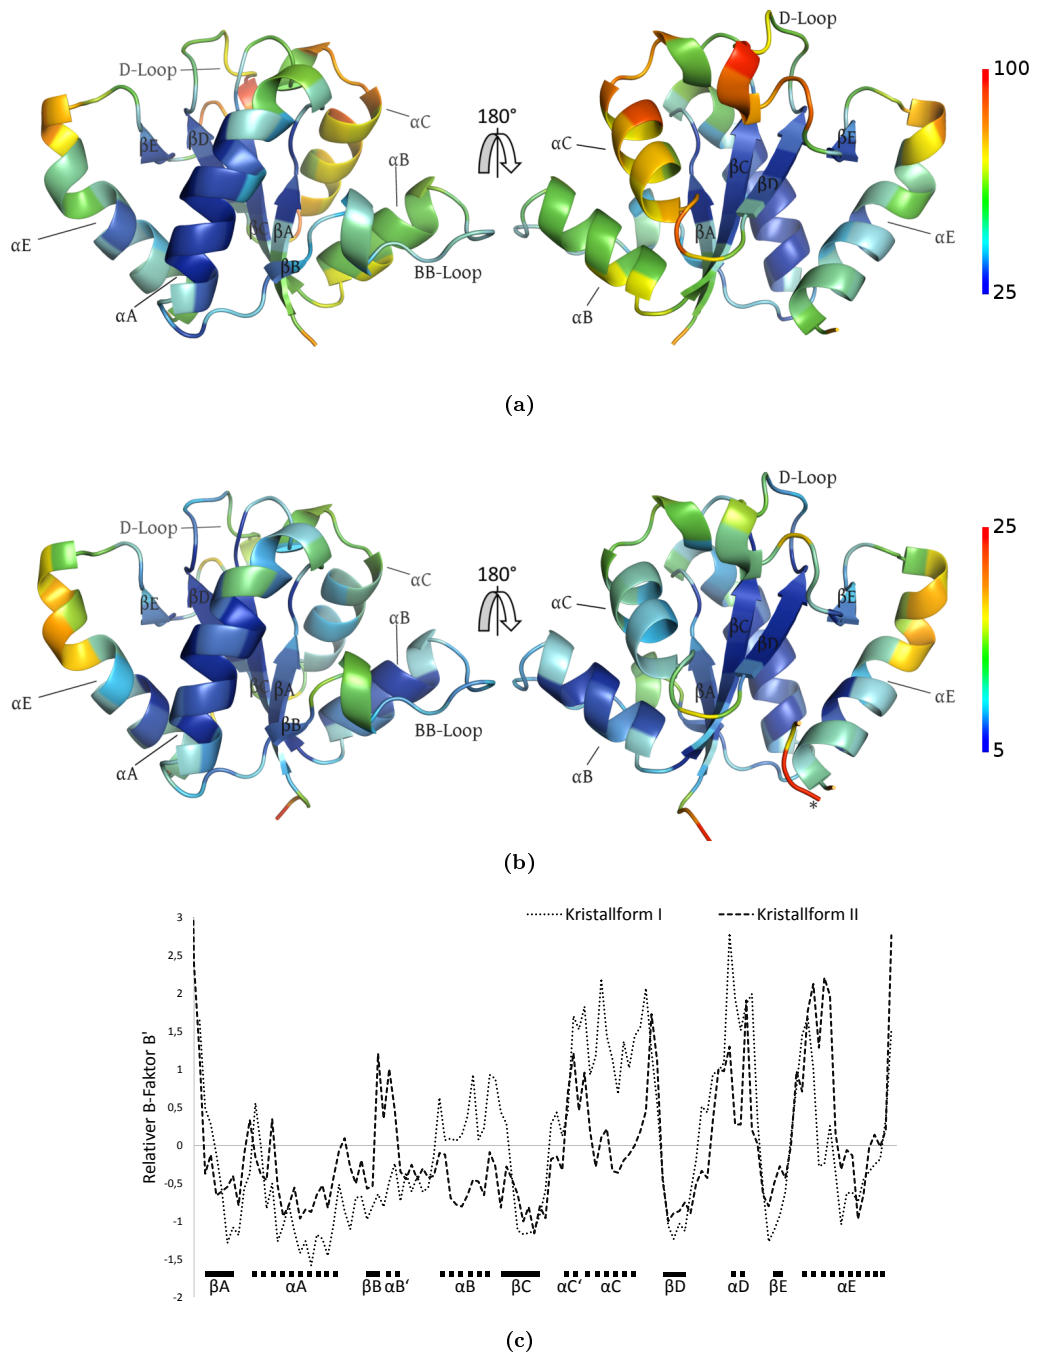 D-Loop
D-Loop
100
αC
βE
βD
αB
180°
αC
βC
βD
βE
αE
βC
βA
βB
BB-Loop
βA
αE
αA
αB
25
(a)
D-Loop
D-Loop
25
αC
βE
βD
αB
180°
αC
βC
βD
βE
αE
βC
βA
βB
BB-Loop
βA
αE
αA
αB
5
*
(b)
Kristallform I
Kristallform II
Relativer B-Faktor B'
3
2,5
2
1,5
1
0,5
0
-0,5
-1
-1,5
-2
βA
αA
βB
αB‘
αB
βC
αC‘
αC
βD
αD
βE
αE
(c)